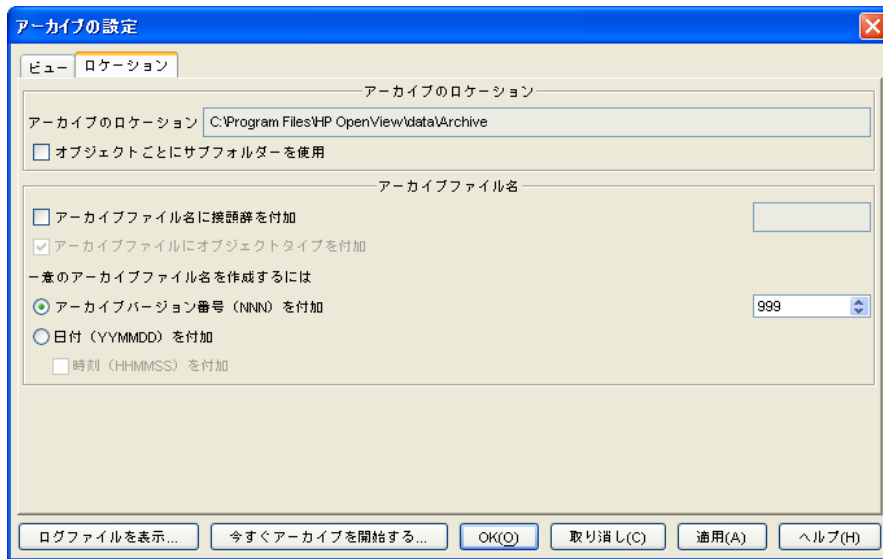 アーカイブの設定
ビュー ロケーション
アーカイブのロケーション
アーカイブのロケーション C:\Program Files\HP OpenView\data\Archive
オブジェクトごとにサブフォルダーを使用
アーカイブファイル名
アーカイブファイル名に接頭辞を付加
アーカイブファイルにオブジェクトタイプを付加
一意のアーカイブファイル名を作成するには
アーカイブバージョン番号（NNN）を付加 999
日付（YYMMDD）を付加
時刻（HHMMSS）を付加
ログファイルを表示... 今すぐアーカイブを開始する... OK(O) 取り消し(C) 適用(A) ヘルプ(H)